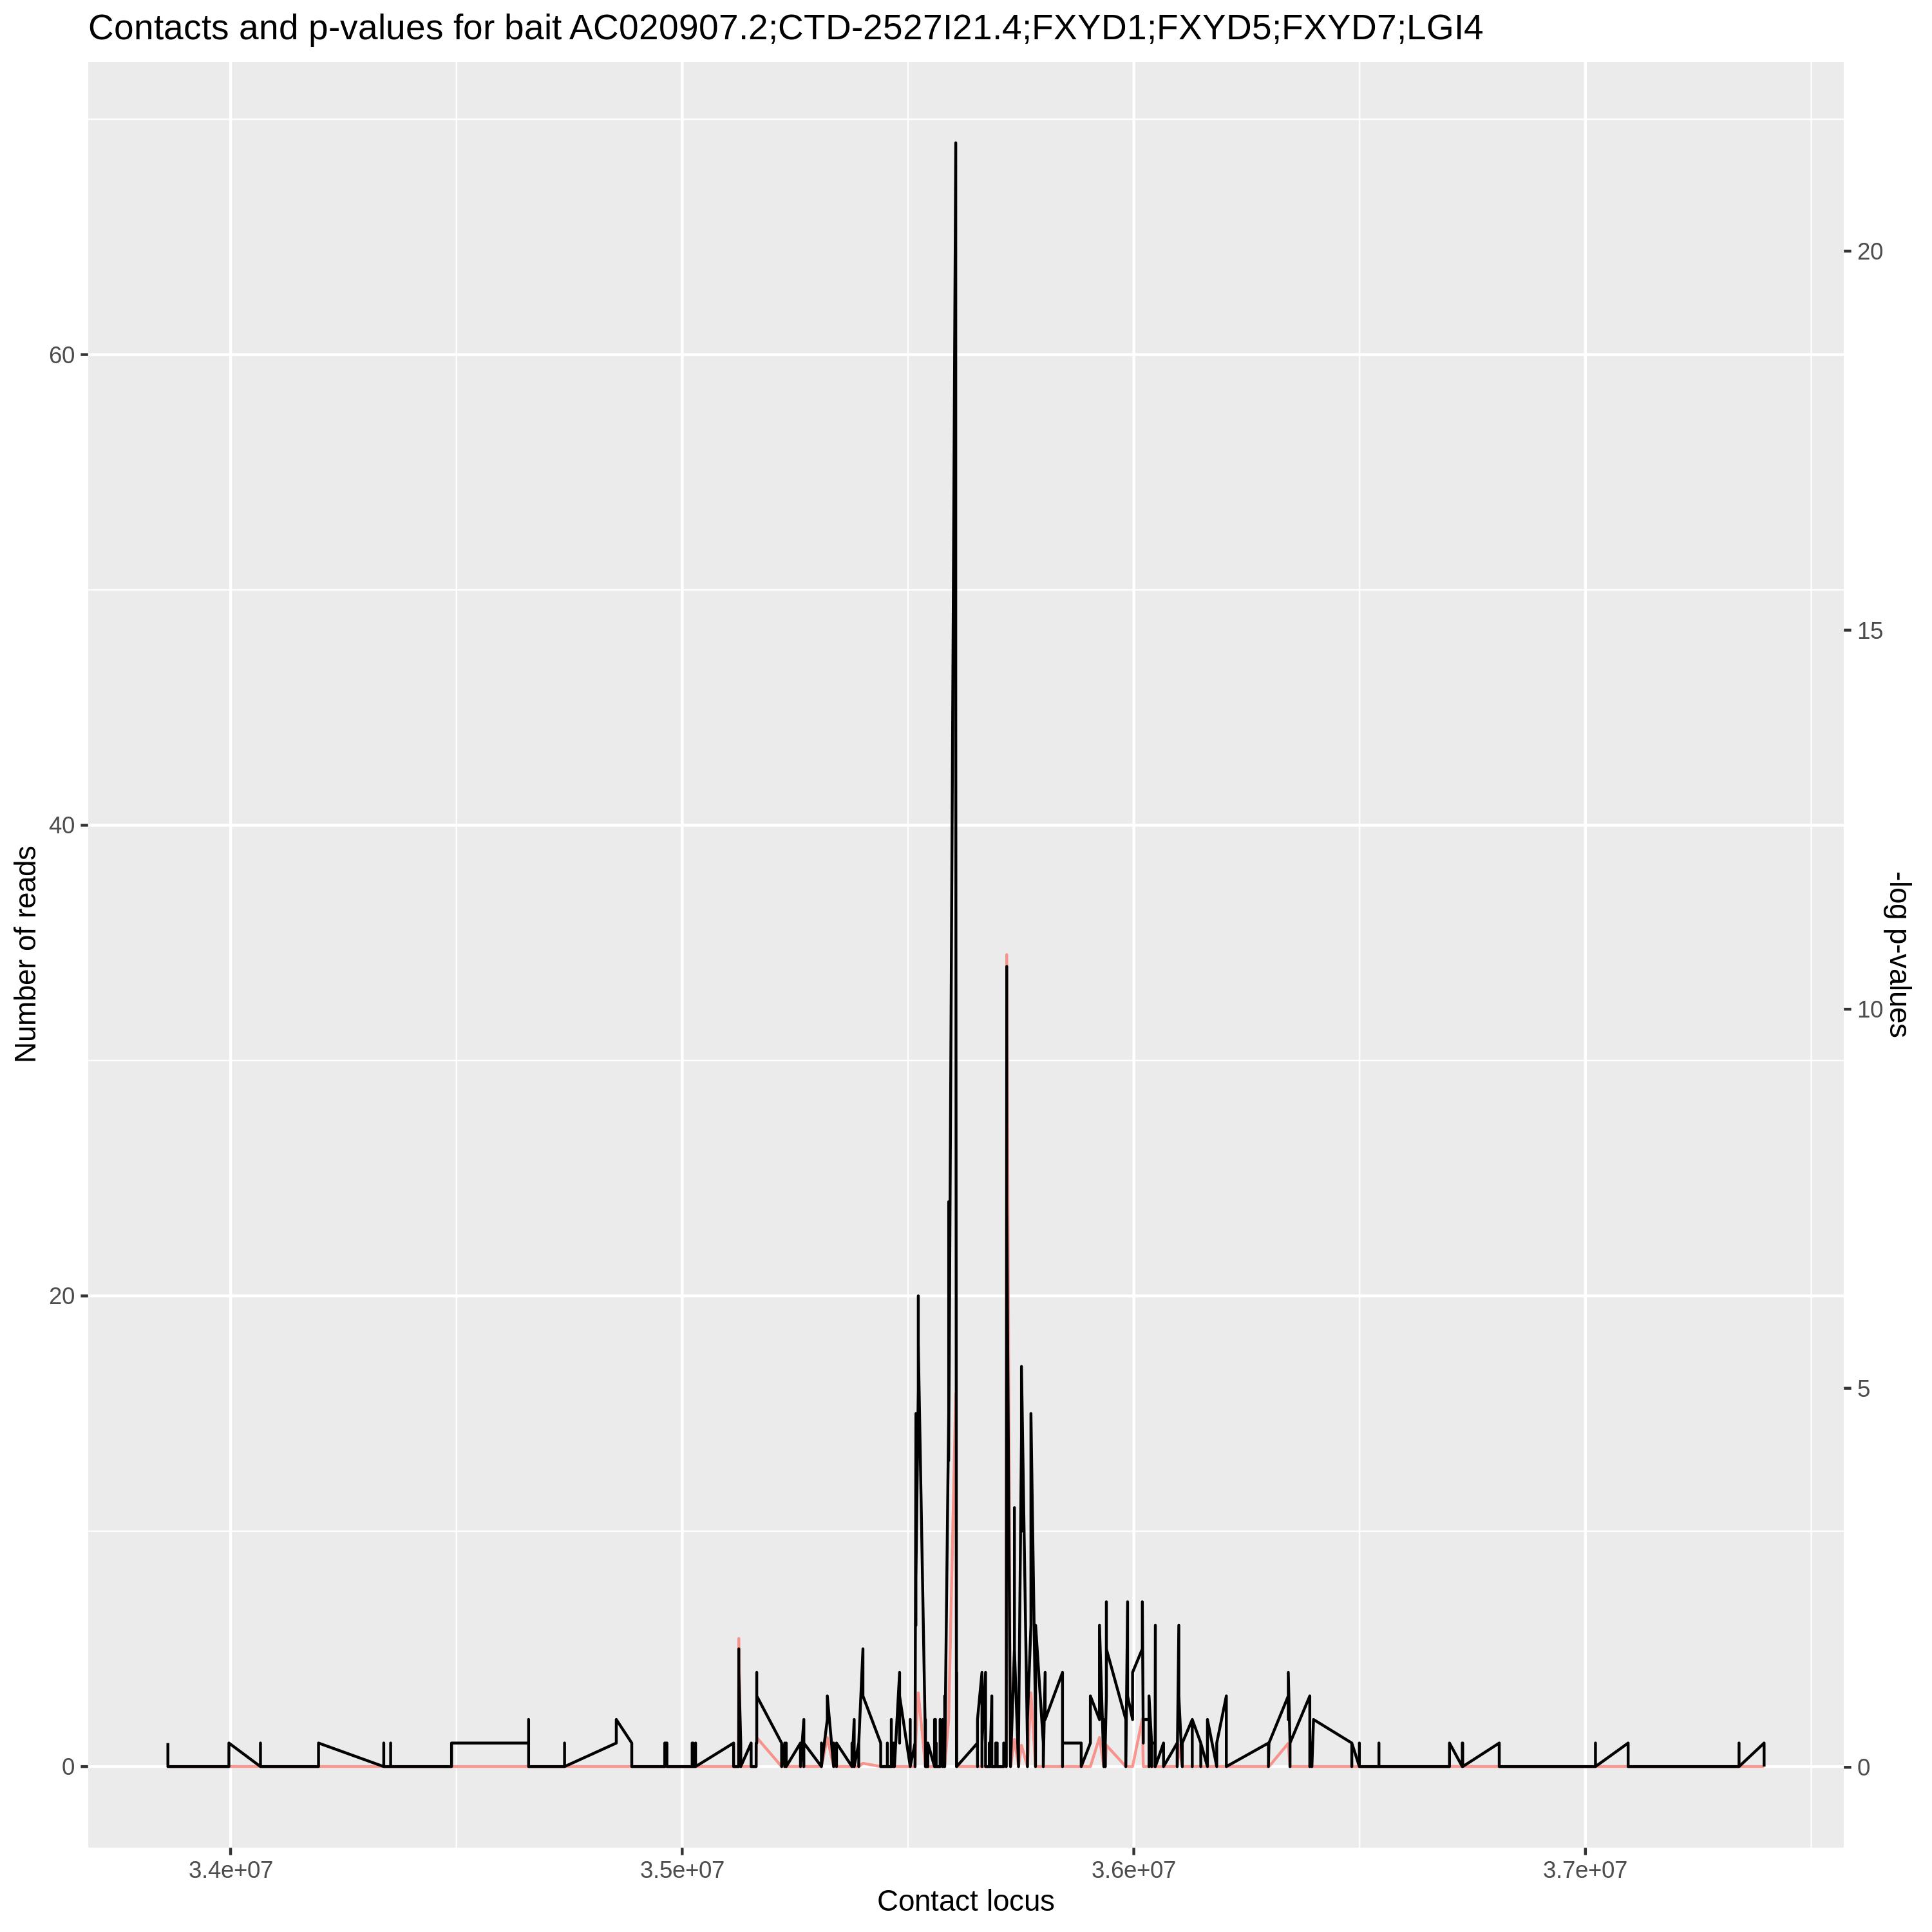 Contacts and p-values for bait AC020907.2;CTD-2527I21.4;FXYD1;FXYD5;FXYD7;LGI4
Number of reads
60
40
20
0
20
15
10
5
0
-log p-values
3.4e+07
3.5e+07
3.6e+07
3.7e+07
Contact locus